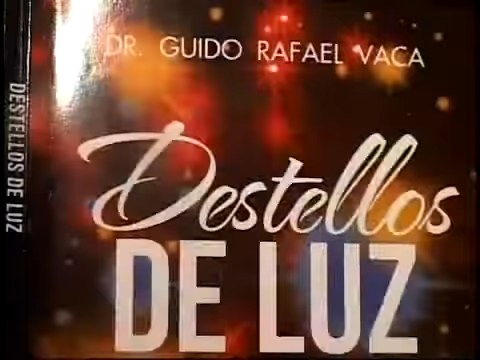 DR. GUIDO RAFAEL VACA
Destellos
DE LUZ
DESTELLOS DE LUZ